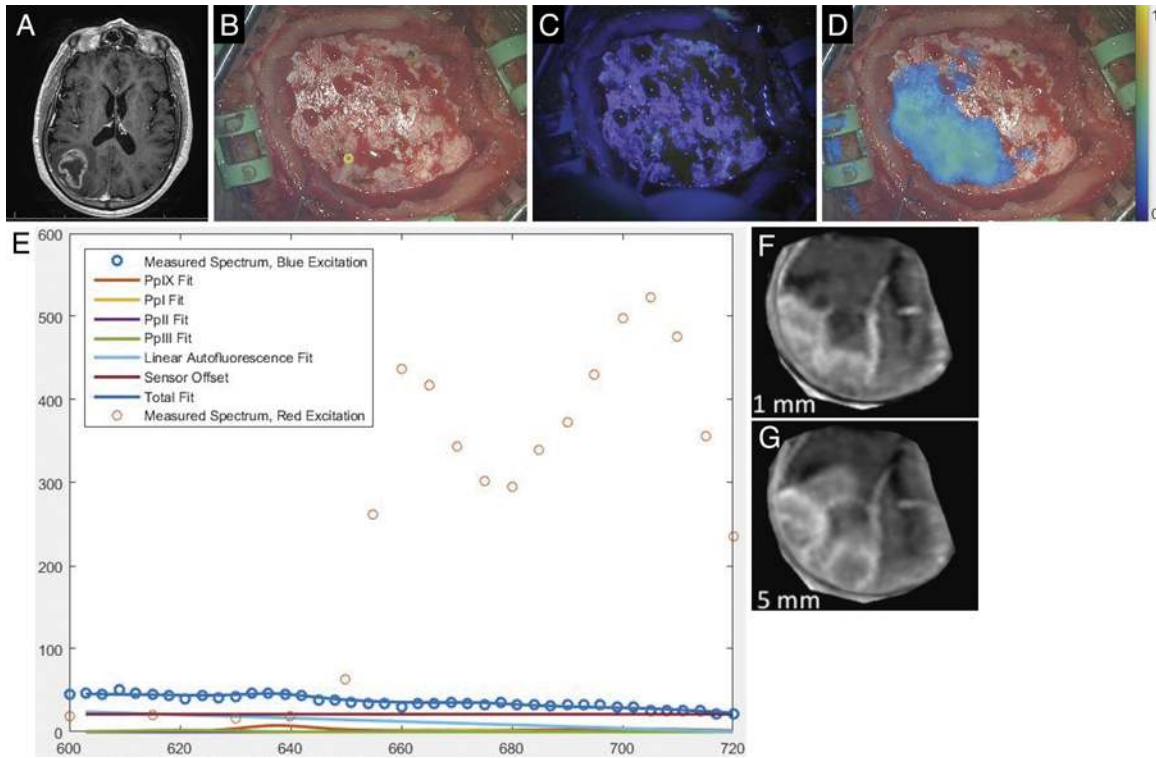 A
B
C
D
1
0
E
600
500
400
300
200
100
0
600
620
640
660
680
700
720
Measured Spectrum, Blue Excitation
PpIX Fit
PpI Fit
PpII Fit
PpIII Fit
Linear Autofluorescence Fit
Sensor Offset
Total Fit
Measured Spectrum, Red Excitation
F
1 mm
G
5 mm